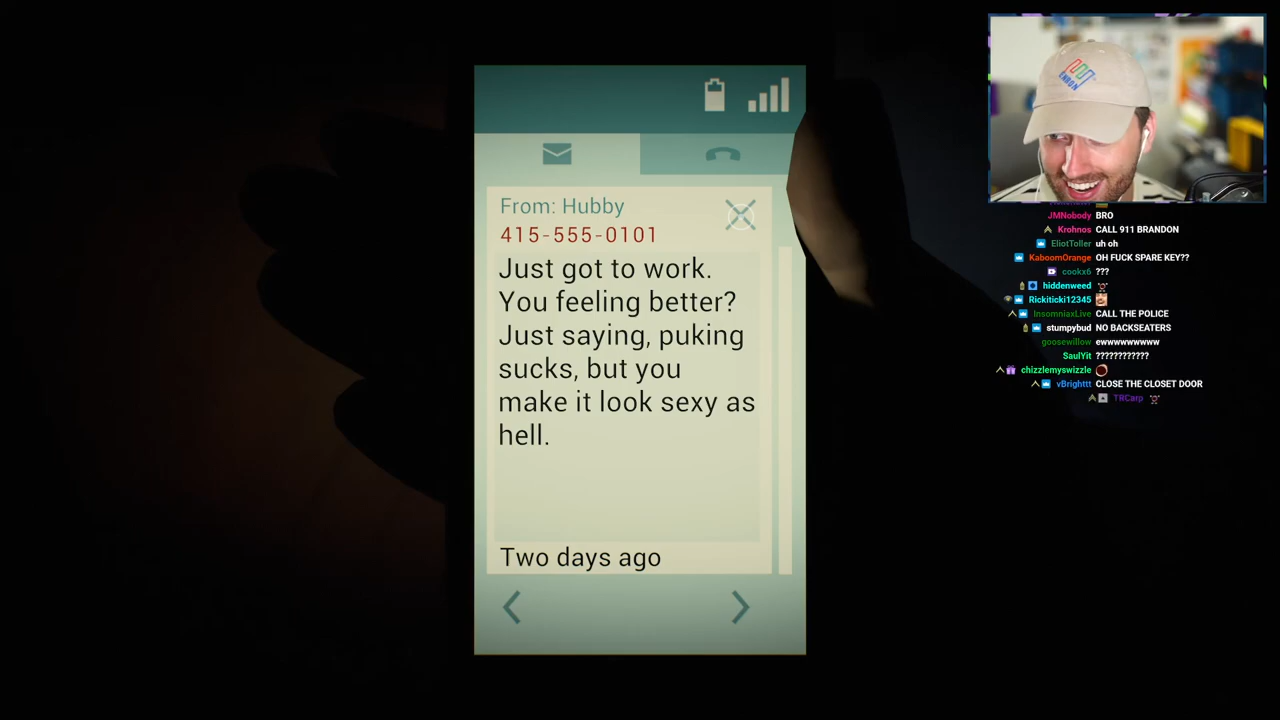 From: Hubby
415-555-0101
Just got to work.
You feeling better?
Just saying, puking
sucks, but you
make it look sexy as
hell.
Two days ago
JMNobody BRO
Krohnos CALL 911 BRANDON
EliotToller uh oh
KaboomOrange OH FUCK SPARE KEY??
cookx6 ???
hiddenweed
Rickiticki12345
InsomniaxLive CALL THE POLICE
stumpybud NO BACKSEATERS
goosewillow ewwwwwwwww
SaulYit ????????????
chizzlemyswizzle
vBrighttt CLOSE THE CLOSET DOOR
TRCarp